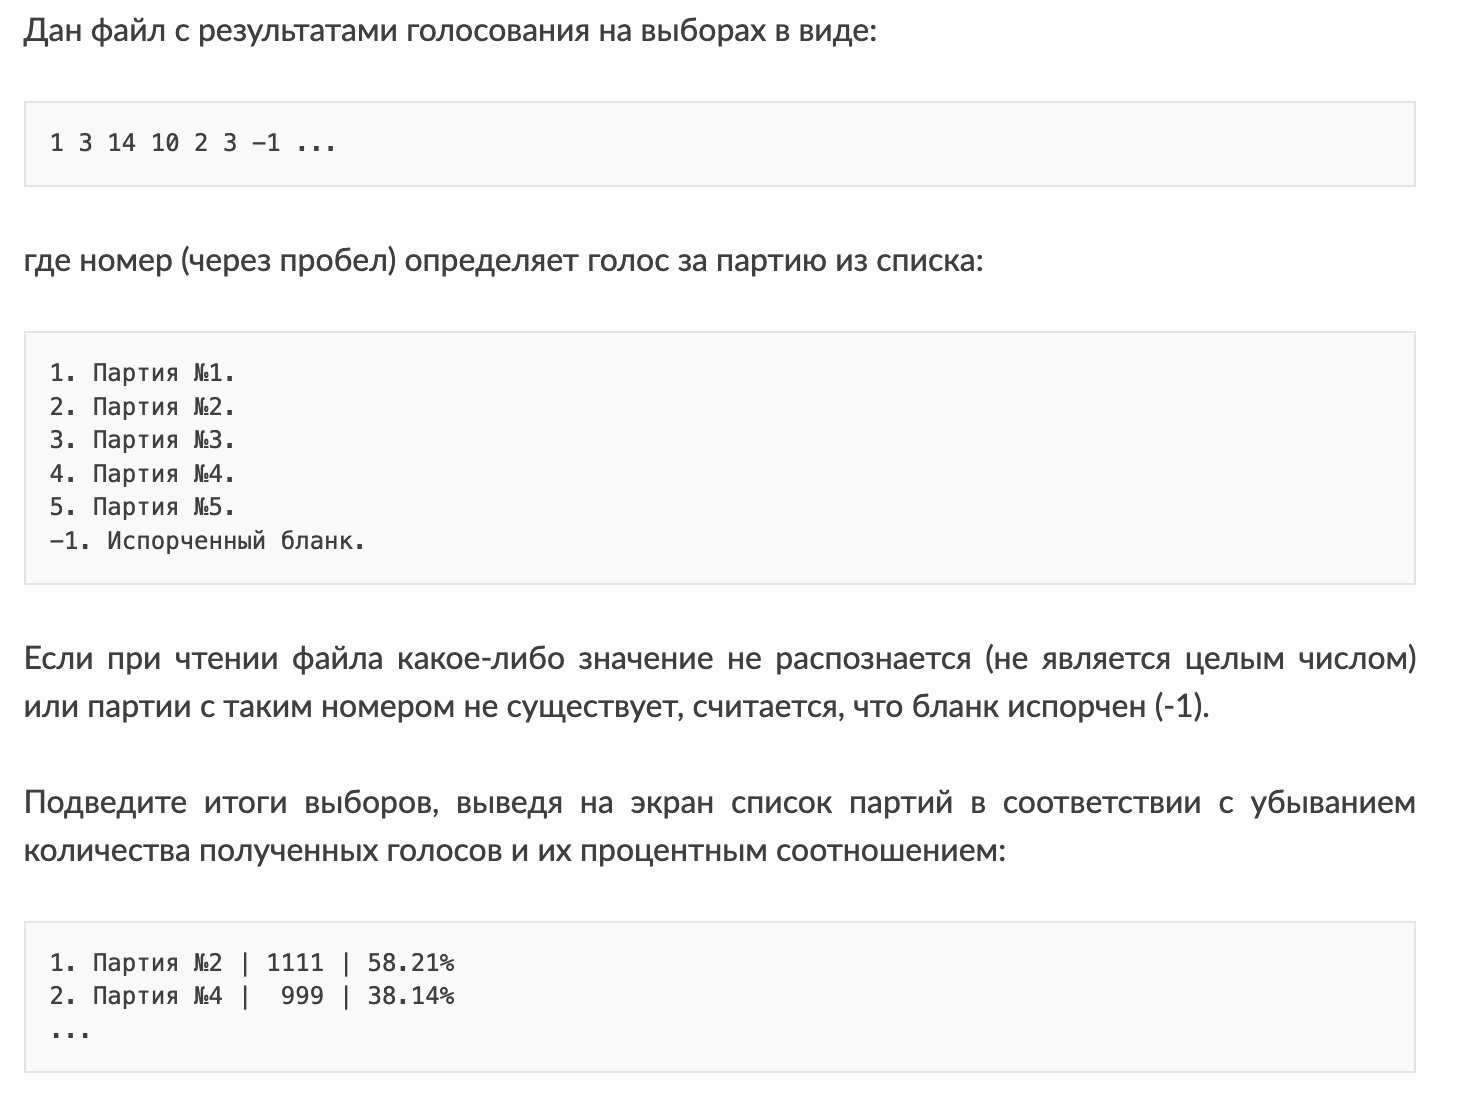 Дан файл с результатами голосования на выборах в виде:
1 3 14 10 2 3 −1 ...
где номер (через пробел) определяет голос за партию из списка:
1. Партия №1.
2. Партия №2.
3. Партия №3.
4. Партия №4.
5. Партия №5.
−1. Испорченный бланк.
Если при чтении файла какое-либо значение не распознается (не является целым числом)
или партии с таким номером не существует, считается, что бланк испорчен (-1).
Подведите итоги выборов, выведя на экран список партий в соответствии с убыванием
количества полученных голосов и их процентным соотношением:
1. Партия №2 | 1111 | 58.21%
2. Партия №4 |  999 | 38.14%
...